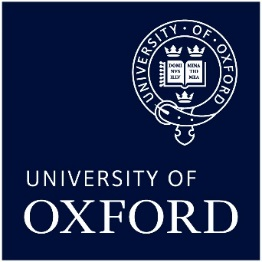 UNIVERSITY · OF · OXFORD
DOMI MINA
NVS TIO
ILLV MEA
UNIVERSITY OF
OXFORD